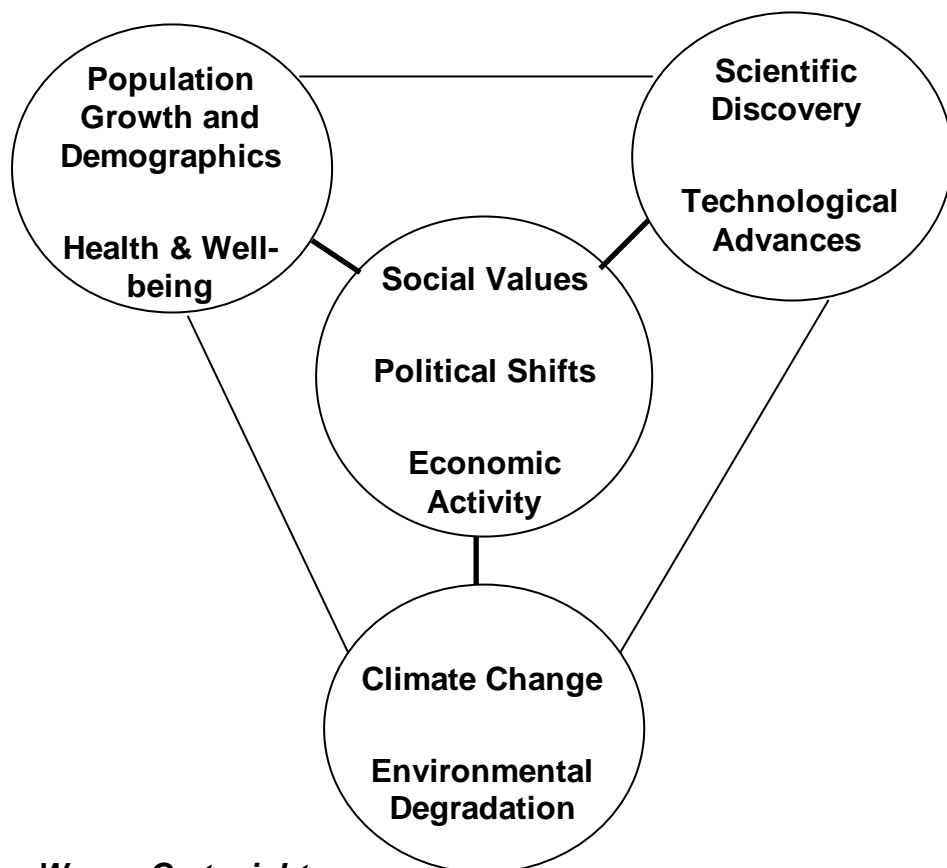 Population
Growth and
Demographics
Health & Well-
being
Scientific
Discovery
Technological
Advances
Social Values
Political Shifts
Economic
Activity
Climate Change
Environmental
Degradation